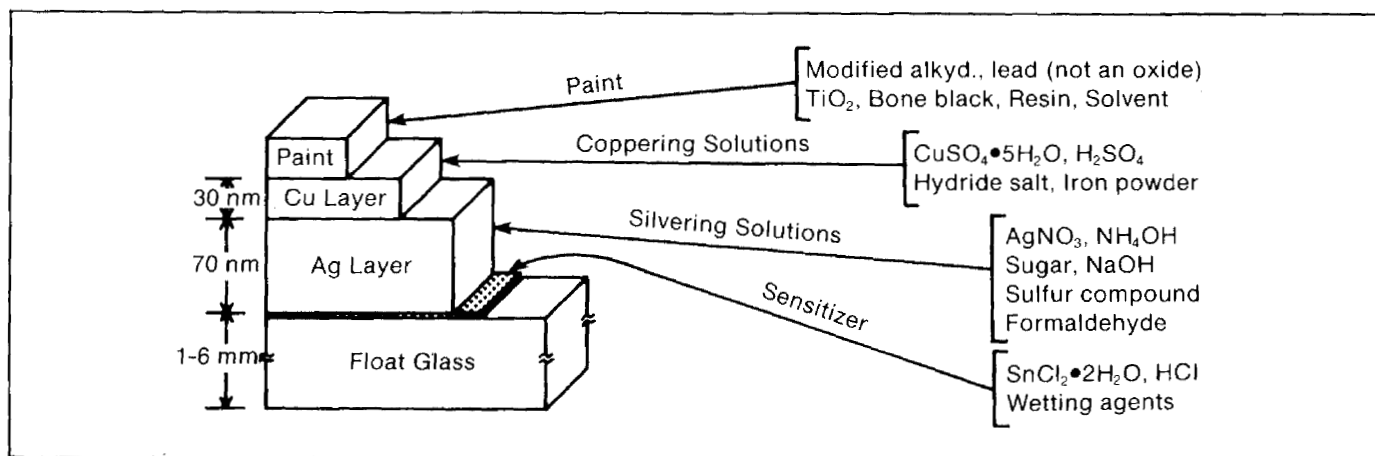 Paint
Modified alkyd., lead (not an oxide)
TiO₂, Bone black, Resin, Solvent
Coppering Solutions
CuSO₄•5H₂O, H₂SO₄
Hydride salt, Iron powder
Silvering Solutions
AgNO₃, NH₄OH
Sugar, NaOH
Sulfur compound
Formaldehyde
Sensitizer
SnCl₂•2H₂O, HCl
Wetting agents
Paint
30 nm
Cu Layer
70 nm
Ag Layer
1-6 mm
Float Glass